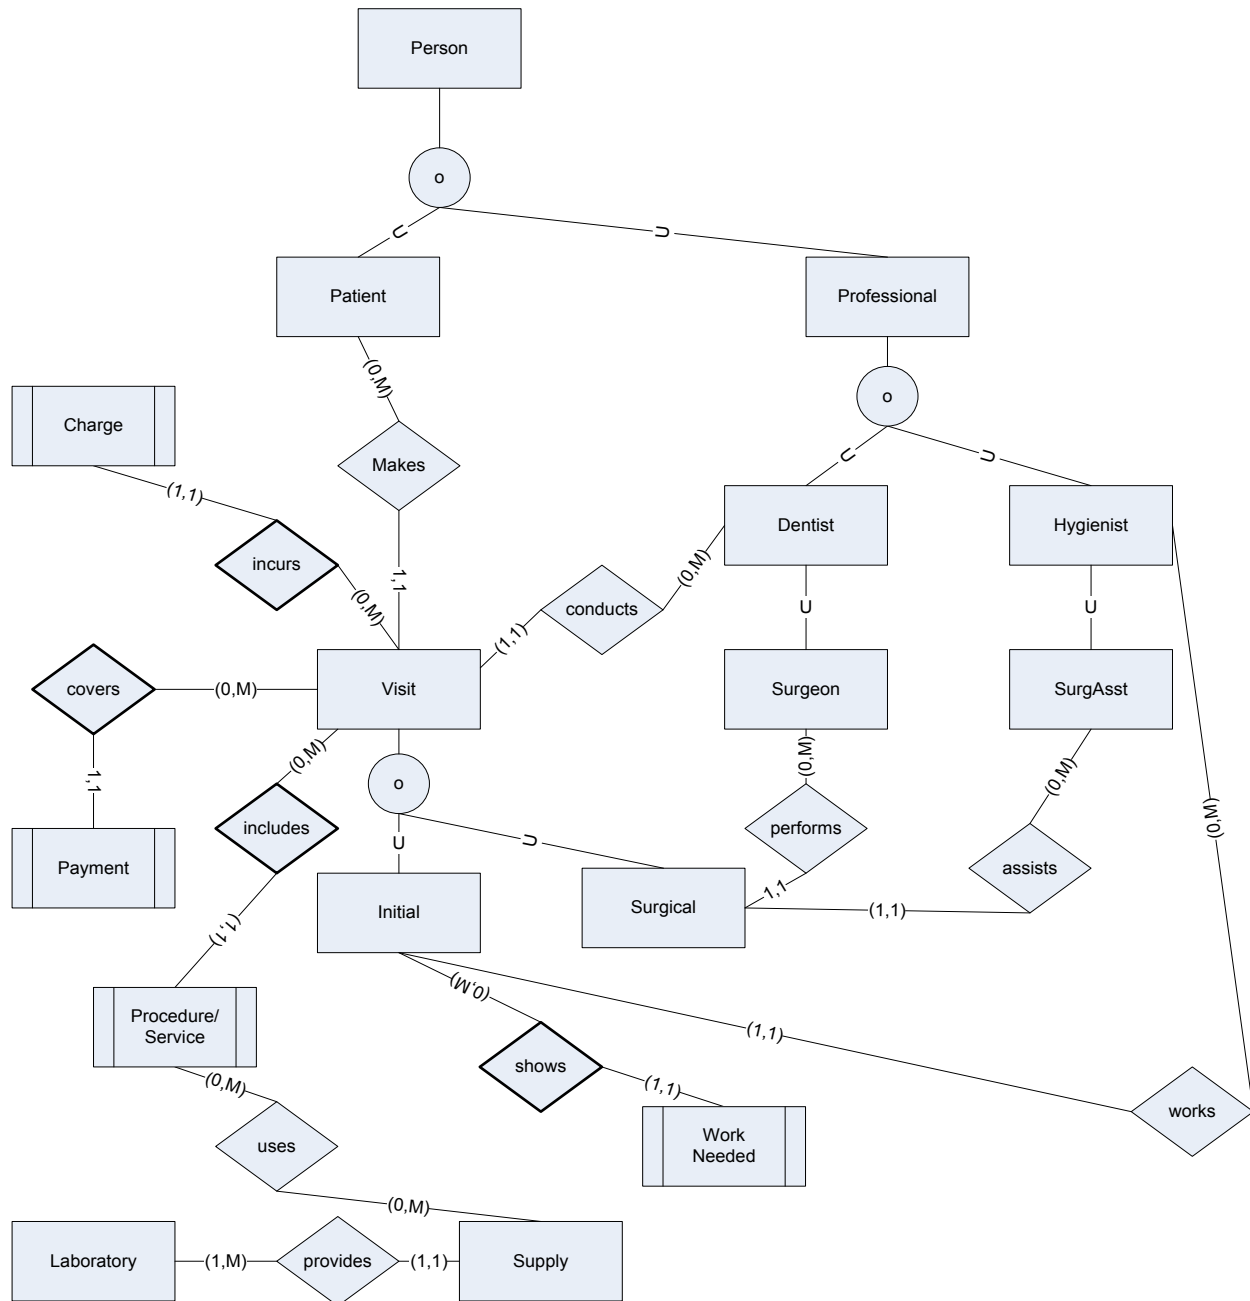 Person
o
U
U
Patient
Professional
(0,M)
o
Charge
U
U
Makes
(1,1)
Dentist
Hygienist
incurs
1,1
(0,M)
(0,M)
conducts
U
U
(1,1)
covers
(0,M)
Visit
Surgeon
SurgAsst
(0,M)
(0,M)
1,1
o
(0,M)
(0,M)
includes
U
U
performs
Payment
assists
1,1
Initial
Surgical
(1,1)
(1,1)
(0,M)
Procedure/
Service
(1,1)
shows
(0,M)
(1,1)
works
Work
Needed
uses
(0,M)
Laboratory
(1,M)
provides
(1,1)
Supply